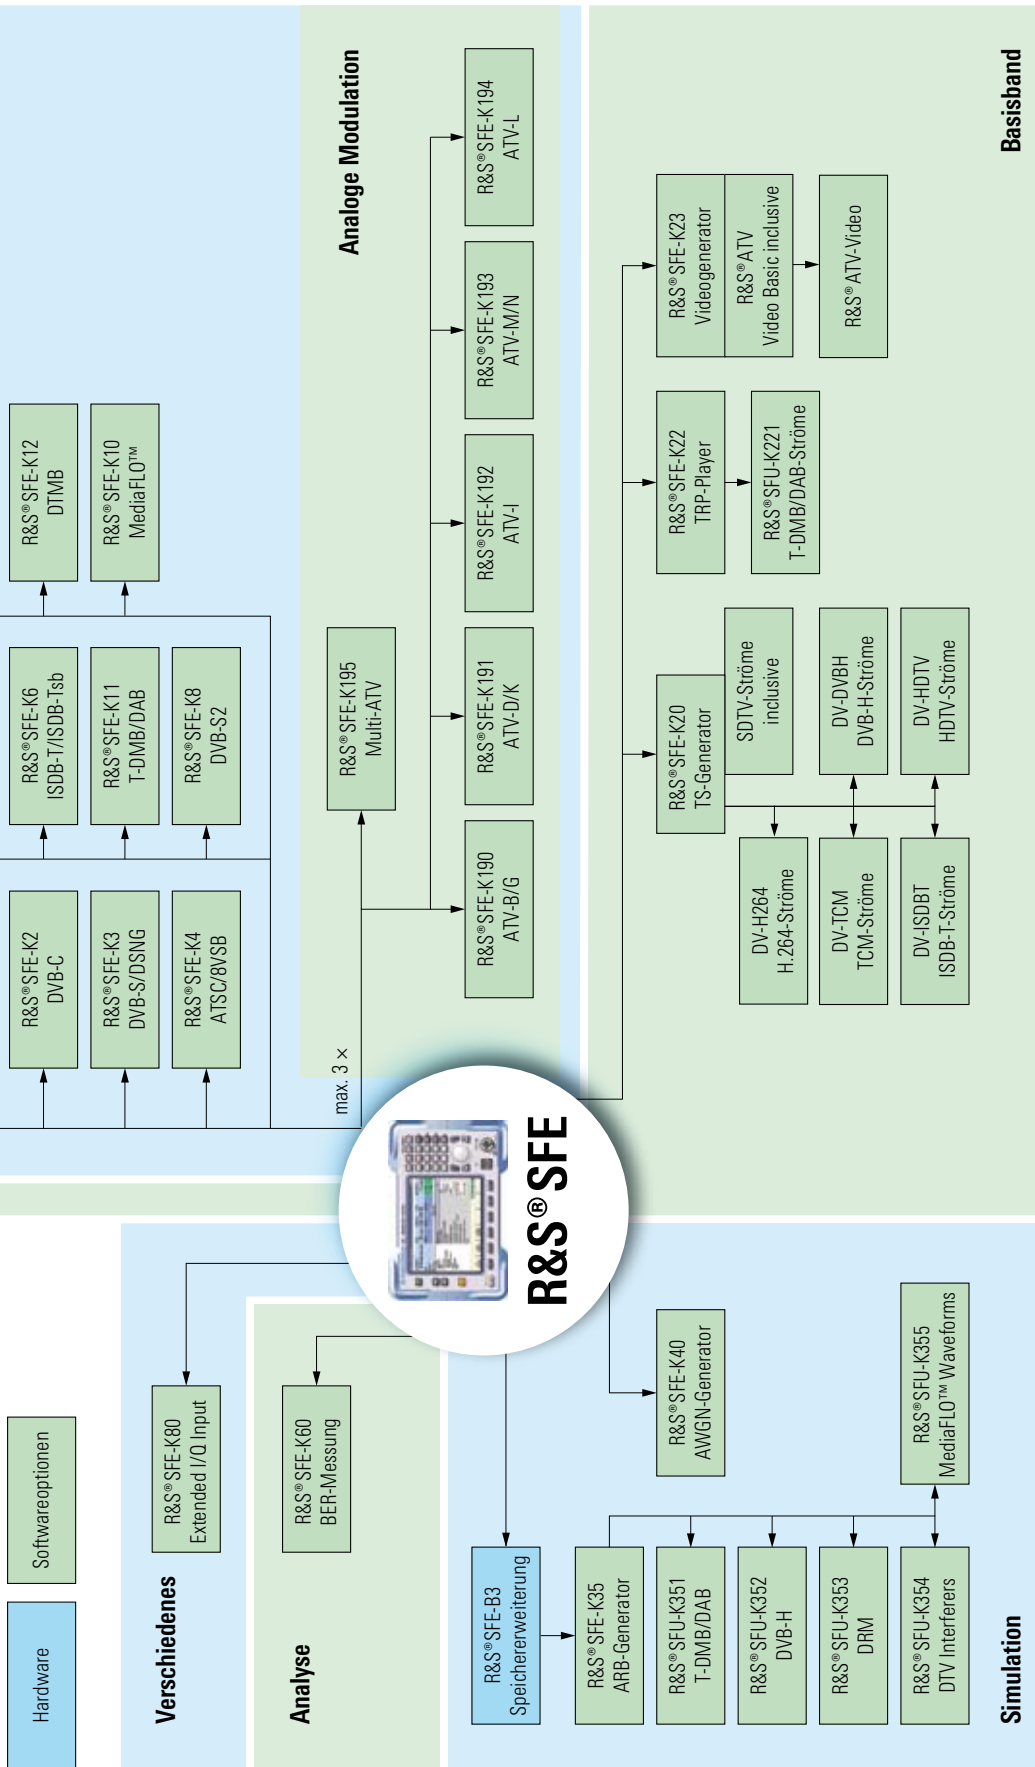 Hardware
Softwareoptionen
Verschiedenes
R&S®SFE-K80
Extended I/Q Input
Analyse
R&S®SFE-K60
BER-Messung
Simulation
R&S®SFE-B3
Speichererweiterung
R&S®SFE-K35
ARB-Generator
R&S®SFU-K351
T-DMB/DAB
R&S®SFU-K352
DVB-H
R&S®SFU-K353
DRM
R&S®SFU-K354
DTV Interferers
R&S®SFU-K355
MediaFLO™ Waveforms
R&S®SFE-K40
AWGN-Generator
R&S®SFE
max. 3 ×
R&S®SFE-K2
DVB-C
R&S®SFE-K3
DVB-S/DSNG
R&S®SFE-K4
ATSC/8VSB
R&S®SFE-K6
ISDB-T/ISDB-Tsb
R&S®SFE-K11
T-DMB/DAB
R&S®SFE-K8
DVB-S2
R&S®SFE-K12
DTMB
R&S®SFE-K10
MediaFLO™
Analoge Modulation
R&S®SFE-K195
Multi-ATV
R&S®SFE-K190
ATV-B/G
R&S®SFE-K191
ATV-D/K
R&S®SFE-K192
ATV-I
R&S®SFE-K193
ATV-M/N
R&S®SFE-K194
ATV-L
Basisband
R&S®SFE-K20
TS-Generator
SDTV-Ströme
inclusive
DV-H264
H.264-Ströme
DV-TCM
TCM-Ströme
DV-ISDBT
ISDB-T-Ströme
DV-DVBH
DVB-H-Ströme
DV-HDTV
HDTV-Ströme
R&S®SFE-K22
TRP-Player
R&S®SFU-K221
T-DMB/DAB-Ströme
R&S®SFE-K23
Videogenerator
R&S®ATV
Video Basic inclusive
R&S®ATV-Video